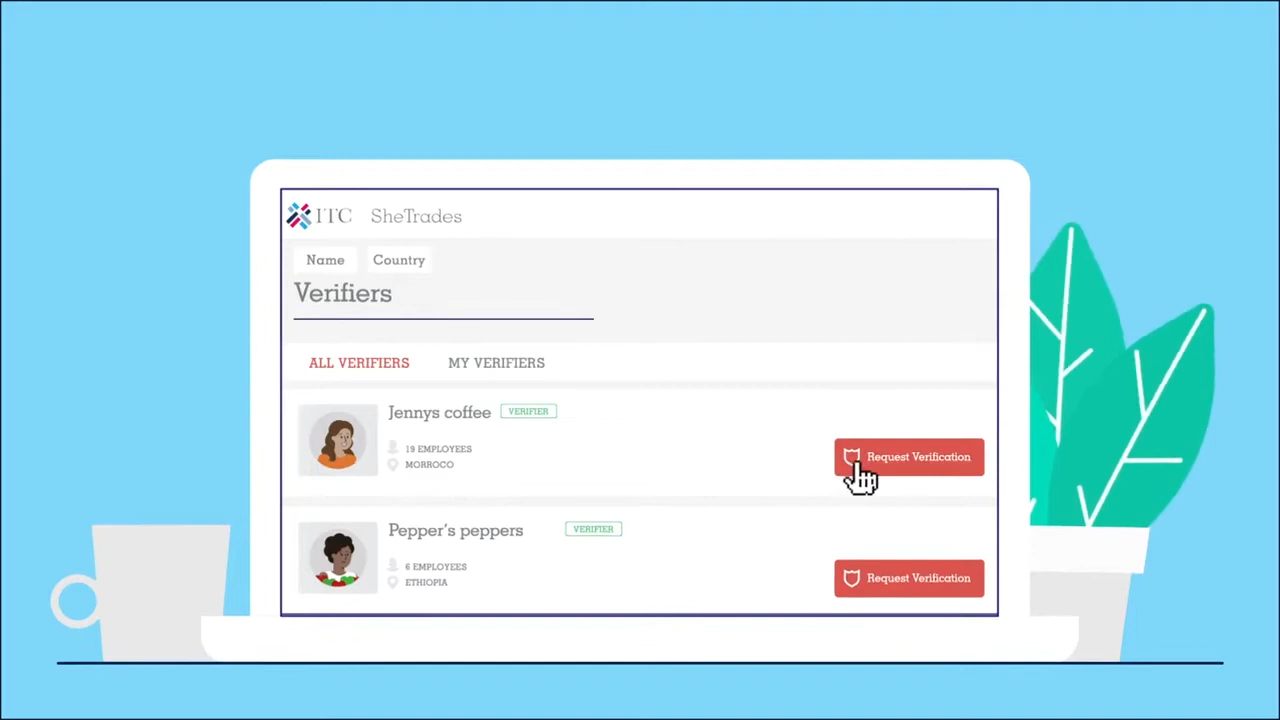 ITC SheTrades
Name Country
Verifiers
ALL VERIFIERS MY VERIFIERS
Jennys coffee VERIFIER
19 EMPLOYEES
MORROCO
Request Verification
Pepper's peppers VERIFIER
6 EMPLOYEES
ETHIOPIA
Request Verification